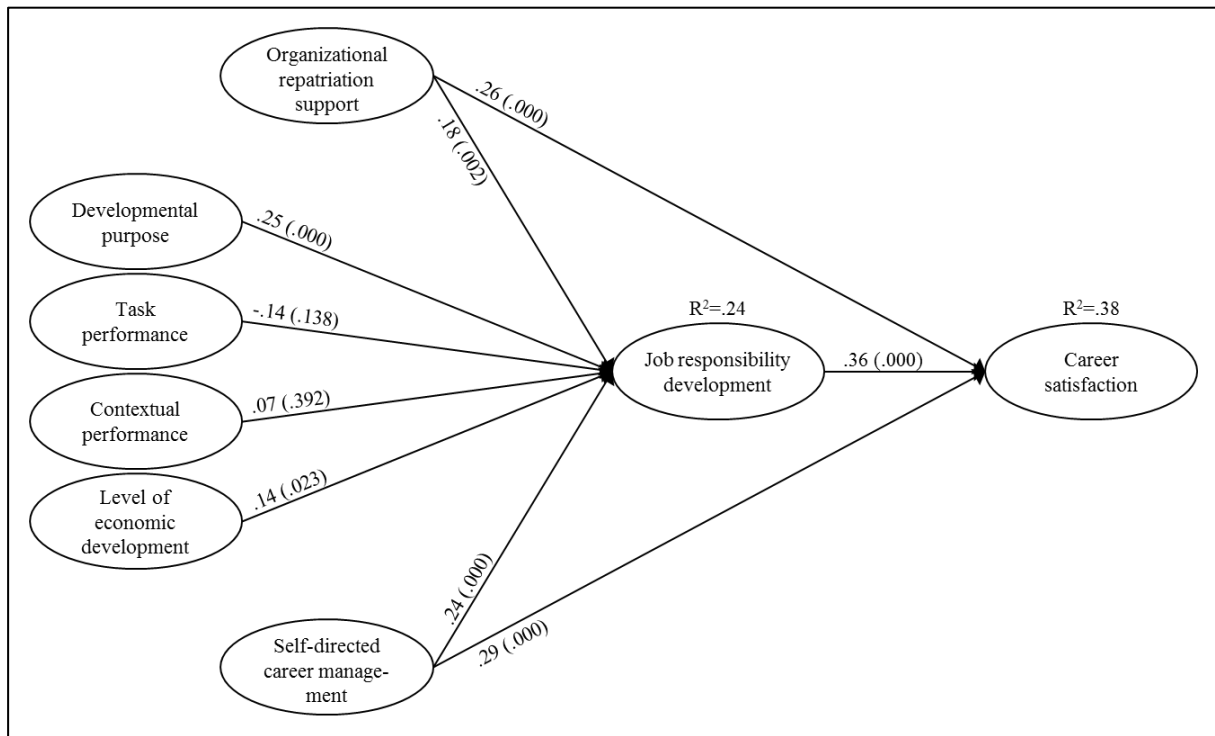 Organizational
repatriation
support
.26 (.000)
.18 (.002)
Developmental
purpose
.25 (.000)
Task
performance
-.14 (.138)
Contextual
performance
.07 (.392)
Level of
economic
development
.14 (.023)
R²=.24
Job responsibility
development
.36 (.000)
R²=.38
Career
satisfaction
.24 (.000)
.29 (.000)
Self-directed
career manage-
ment